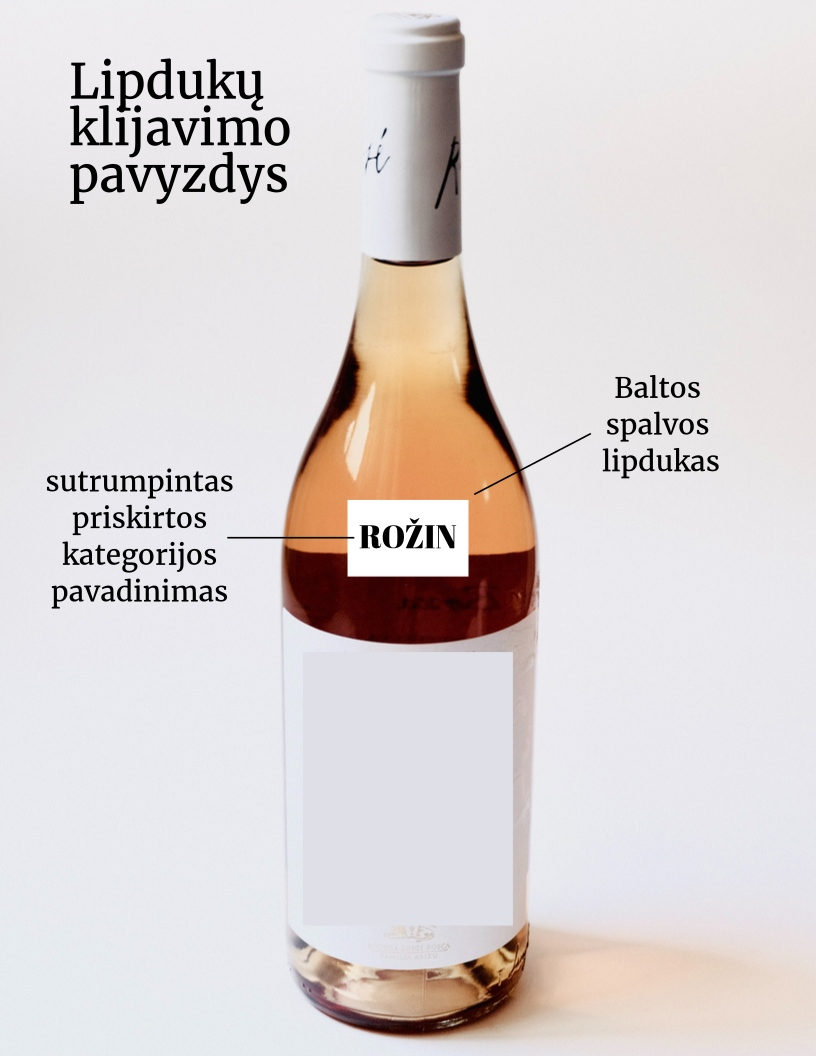 Lipdukų
klijavimo
pavyzdys
Baltos
spalvos
lipdukas
sutrumpintas
priskirtos
kategorijos
pavadinimas
ROŽIN